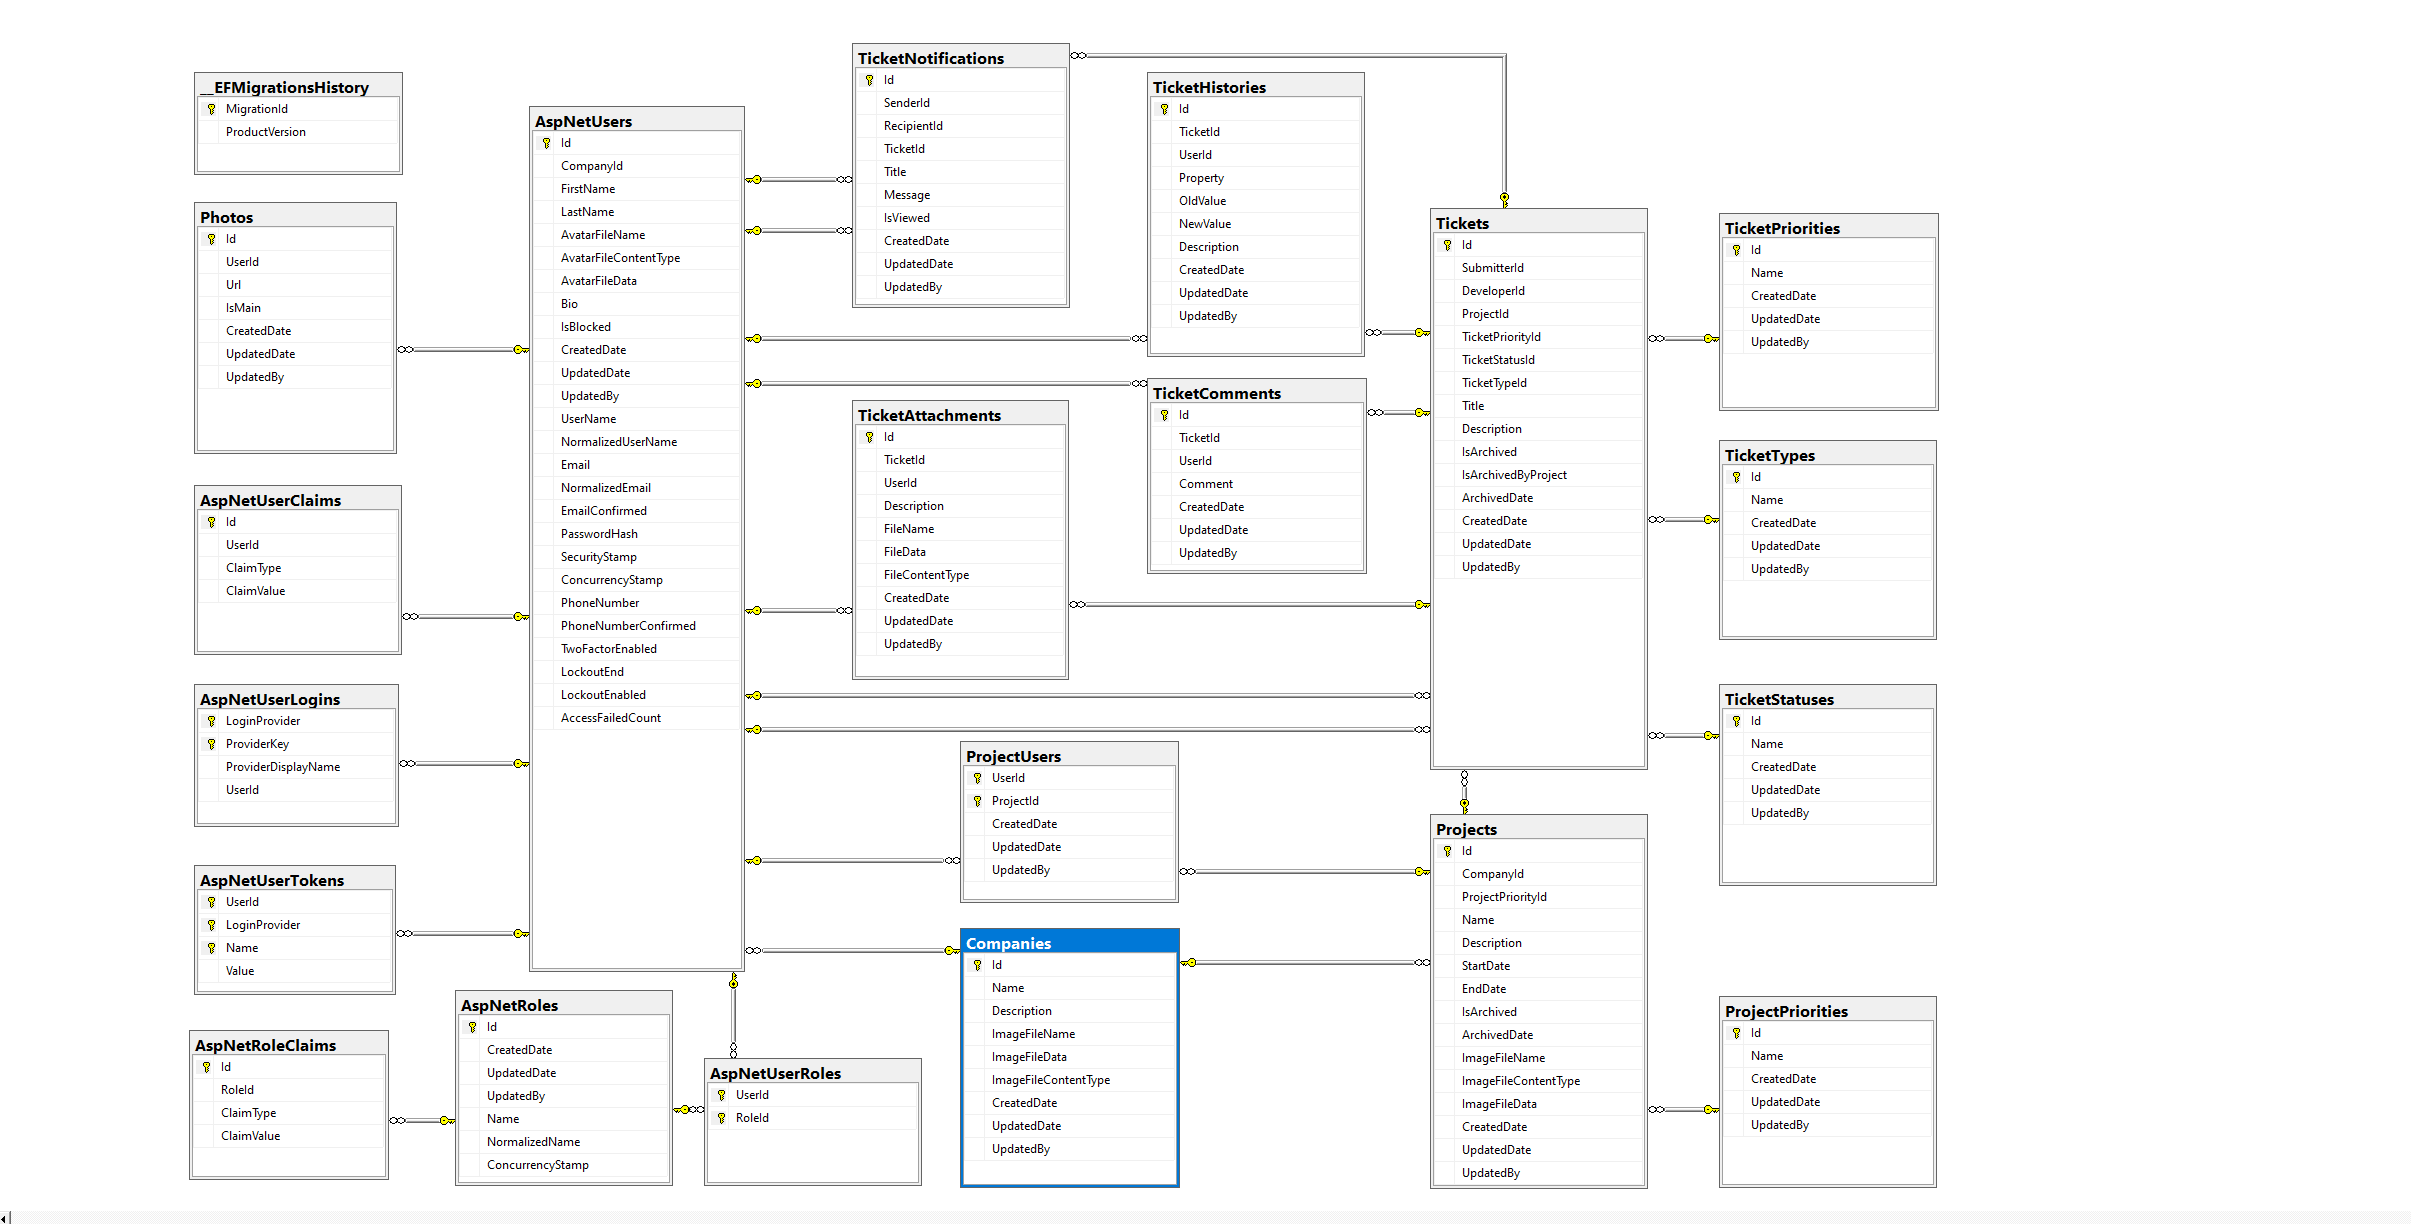 __EFMigrationsHistory
MigrationId
ProductVersion
Photos
Id
UserId
Url
IsMain
CreatedDate
UpdatedDate
UpdatedBy
AspNetUserClaims
Id
UserId
ClaimType
ClaimValue
AspNetUserLogins
LoginProvider
ProviderKey
ProviderDisplayName
UserId
AspNetUserTokens
UserId
LoginProvider
Name
Value
AspNetRoleClaims
Id
RoleId
ClaimType
ClaimValue
AspNetRoles
Id
CreatedDate
UpdatedDate
UpdatedBy
Name
NormalizedName
ConcurrencyStamp
AspNetUsers
Id
CompanyId
FirstName
LastName
AvatarFileName
AvatarFileContentType
AvatarFileData
Bio
IsBlocked
CreatedDate
UpdatedDate
UpdatedBy
UserName
NormalizedUserName
Email
NormalizedEmail
EmailConfirmed
PasswordHash
SecurityStamp
ConcurrencyStamp
PhoneNumber
PhoneNumberConfirmed
TwoFactorEnabled
LockoutEnd
LockoutEnabled
AccessFailedCount
AspNetUserRoles
UserId
RoleId
TicketNotifications
Id
SenderId
RecipientId
TicketId
Title
Message
IsViewed
CreatedDate
UpdatedDate
UpdatedBy
TicketAttachments
Id
TicketId
UserId
Description
FileName
FileData
FileContentType
CreatedDate
UpdatedDate
UpdatedBy
ProjectUsers
UserId
ProjectId
CreatedDate
UpdatedDate
UpdatedBy
Companies
Id
Name
Description
ImageFileName
ImageFileData
ImageFileContentType
CreatedDate
UpdatedDate
UpdatedBy
TicketHistories
Id
TicketId
UserId
Property
OldValue
NewValue
Description
CreatedDate
UpdatedDate
UpdatedBy
TicketComments
Id
TicketId
UserId
Comment
CreatedDate
UpdatedDate
UpdatedBy
Tickets
Id
SubmitterId
DeveloperId
ProjectId
TicketPriorityId
TicketStatusId
TicketTypeId
Title
Description
IsArchived
IsArchivedByProject
ArchivedDate
CreatedDate
UpdatedDate
UpdatedBy
Projects
Id
CompanyId
ProjectPriorityId
Name
Description
StartDate
EndDate
IsArchived
ArchivedDate
ImageFileName
ImageFileContentType
ImageFileData
CreatedDate
UpdatedDate
UpdatedBy
TicketPriorities
Id
Name
CreatedDate
UpdatedDate
UpdatedBy
TicketTypes
Id
Name
CreatedDate
UpdatedDate
UpdatedBy
TicketStatuses
Id
Name
CreatedDate
UpdatedDate
UpdatedBy
ProjectPriorities
Id
Name
CreatedDate
UpdatedDate
UpdatedBy